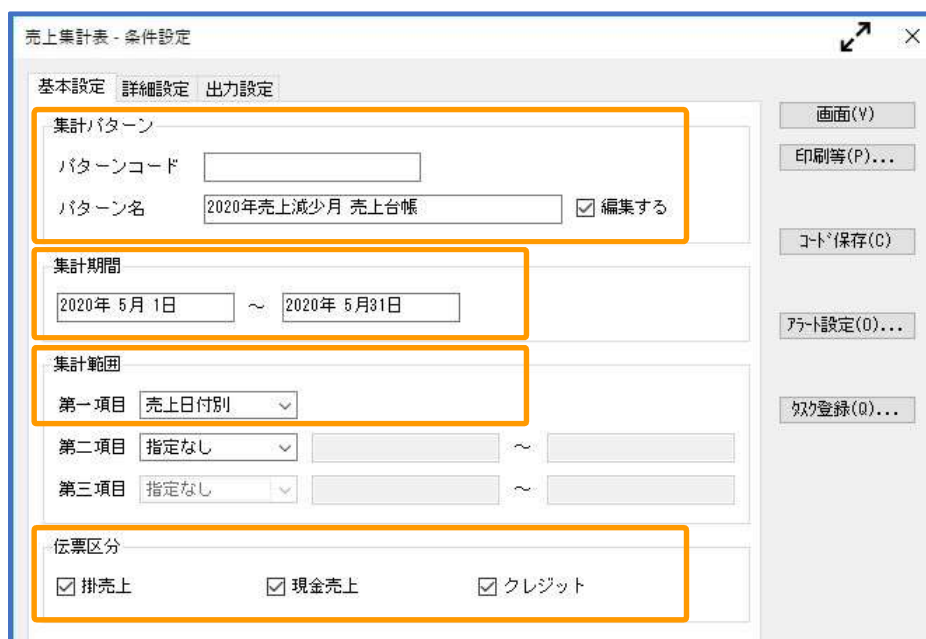 売上集計表 - 条件設定
基本設定 詳細設定 出力設定
集計パターン
パターンコード
パターン名 2020年売上減少月 売上台帳 編集する
集計期間
2020年 5月 1日 ～ 2020年 5月31日
集計範囲
第一項目 売上日付別
第二項目 指定なし ～
第三項目 指定なし ～
伝票区分
掛売上 現金売上 クレジット
画面(V)
印刷等(P)...
ｺｰﾄﾞ保存(C)
ｱﾗｰﾄ設定(O)...
ﾀｽｸ登録(Q)...